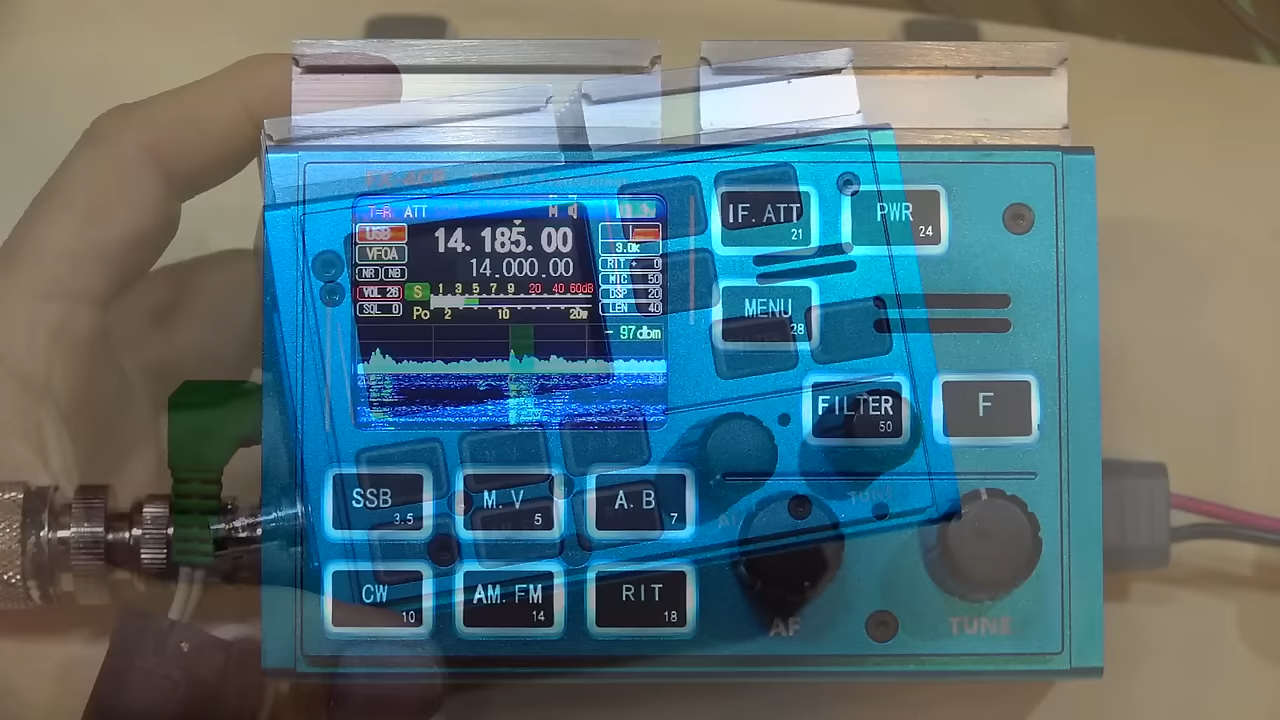 T=R ATT M
USB
VFOA
14.185.00
14.000.00
3.0k
RIT + 0
MIC 50
DSP 20
LEN 40
NR NB
VOL 26
SQL 0
S 1 3 5 7 9 20 40 60dB
Po 2 10 20w
- 97dbm
IF. ATT
21
PWR
24
MENU
28
FILTER
50
F
SSB
3.5
M. V
5
A. B
7
CW
10
AM. FM
14
RIT
18
AF
TUNE